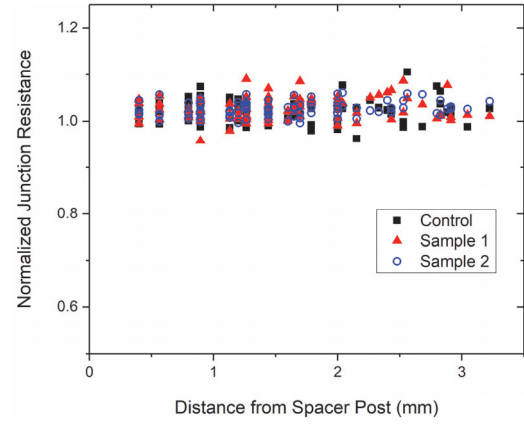 1.2
1.0
0.8
0.6
Normalized Junction Resistance
Control
Sample 1
Sample 2
0 1 2 3
Distance from Spacer Post (mm)